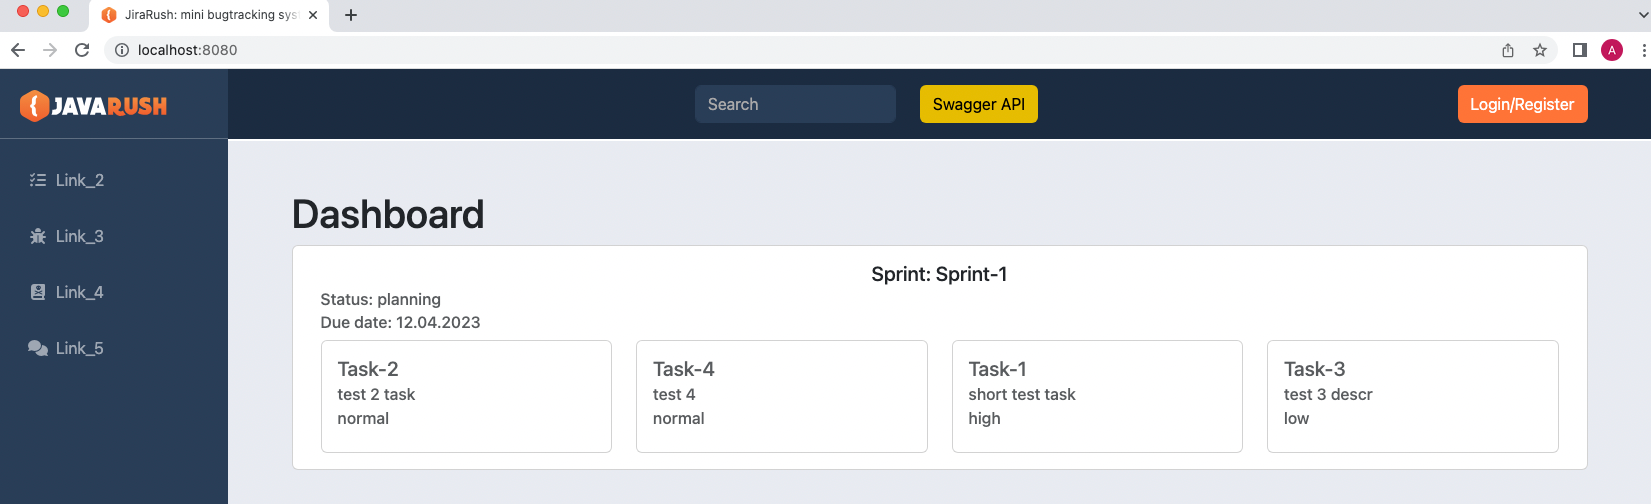 JiraRush: mini bugtracking sys
localhost:8080
A
JAVARUSH
Search
Swagger API
Login/Register
Link_2
Link_3
Link_4
Link_5
Dashboard
Sprint: Sprint-1
Status: planning
Due date: 12.04.2023
Task-2
test 2 task
normal
Task-4
test 4
normal
Task-1
short test task
high
Task-3
test 3 descr
low